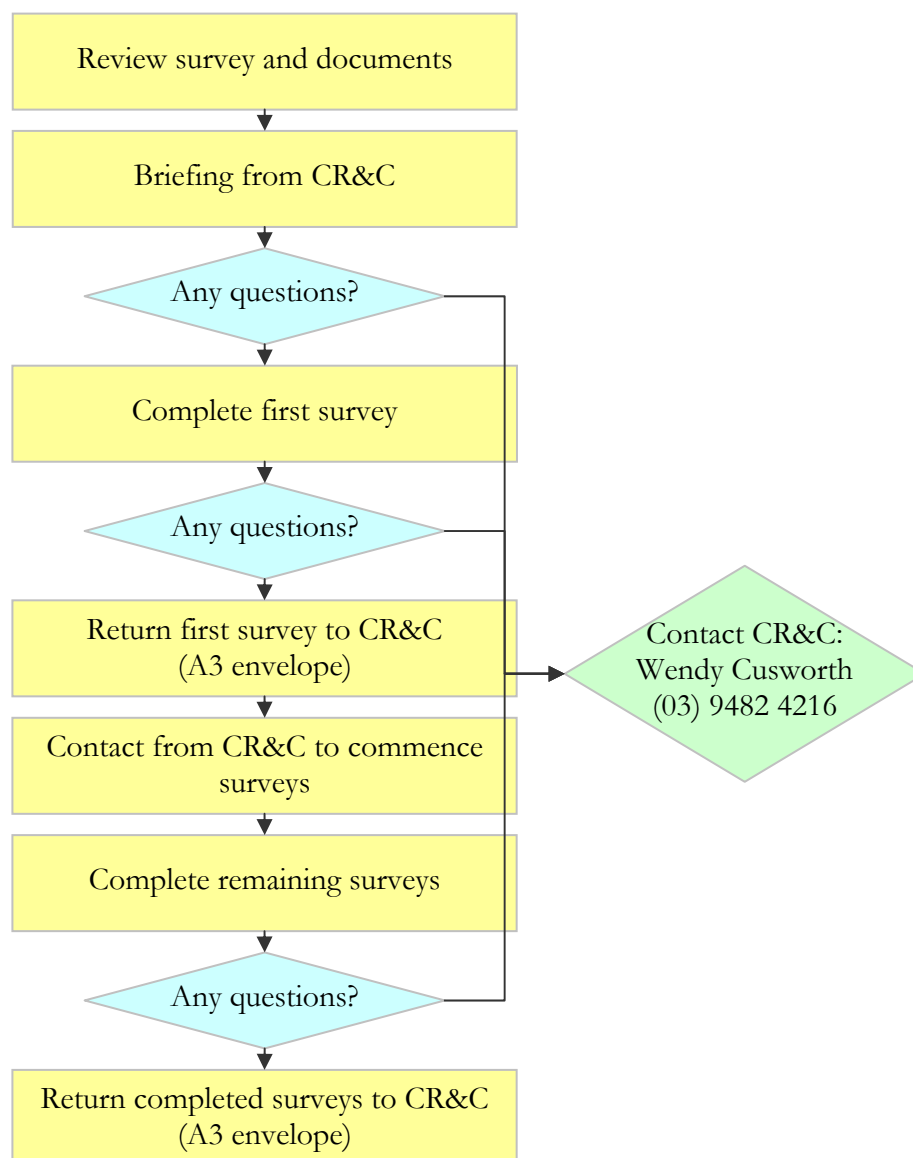 Review survey and documents
Briefing from CR&C
Any questions?
Complete first survey
Any questions?
Return first survey to CR&C
(A3 envelope)
Contact CR&C:
Wendy Cusworth
(03) 9482 4216
Contact from CR&C to commence
surveys
Complete remaining surveys
Any questions?
Return completed surveys to CR&C
(A3 envelope)